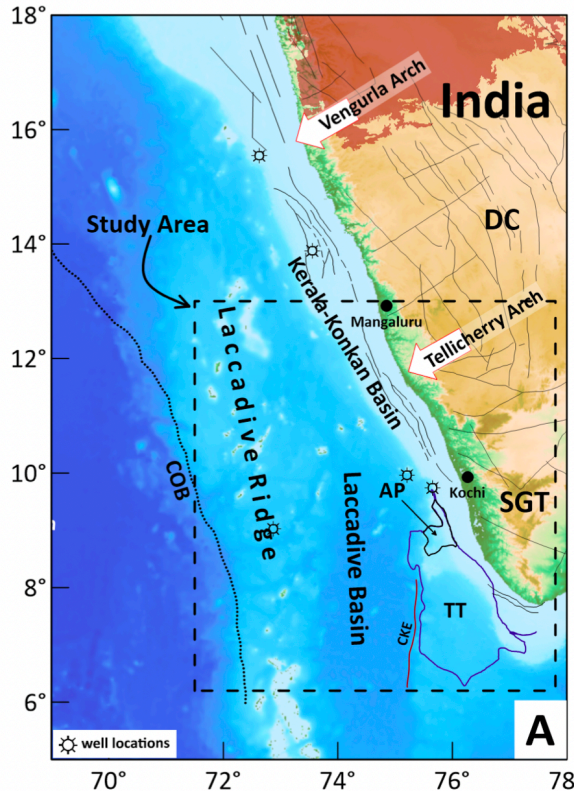 18°
16°
14°
12°
10°
8°
6°
India
Vengurla Arch
DC
Study Area
Kerala-Konkan Basin
Mangaluru
Tellicherry Arch
Laccadive Ridge
COB
AP
Kochi
SGT
Laccadive Basin
TT
CKE
well locations
A
70°
72°
74°
76°
78